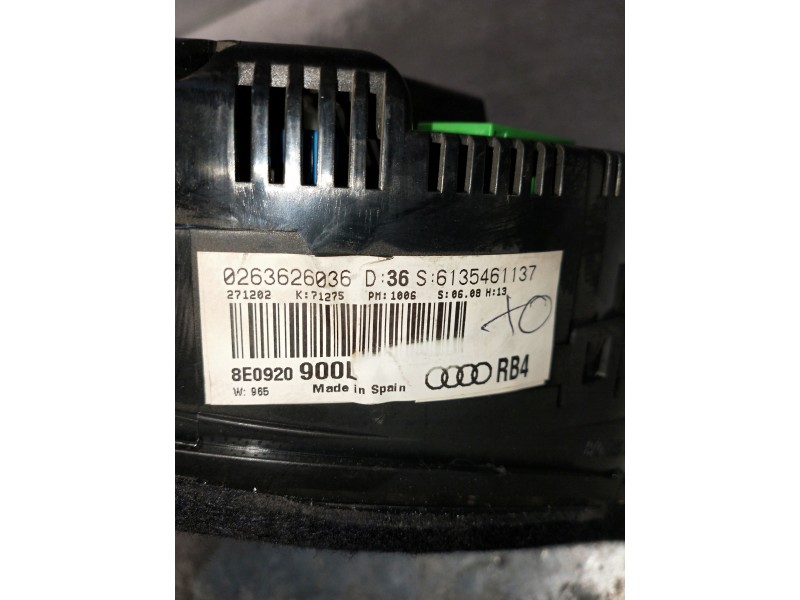 0263626036 D:36 S:6135461137
271202 K:71275 PM:1006 S:06.08 H:13
8E0920 900L RB4
W: 965 Made in Spain